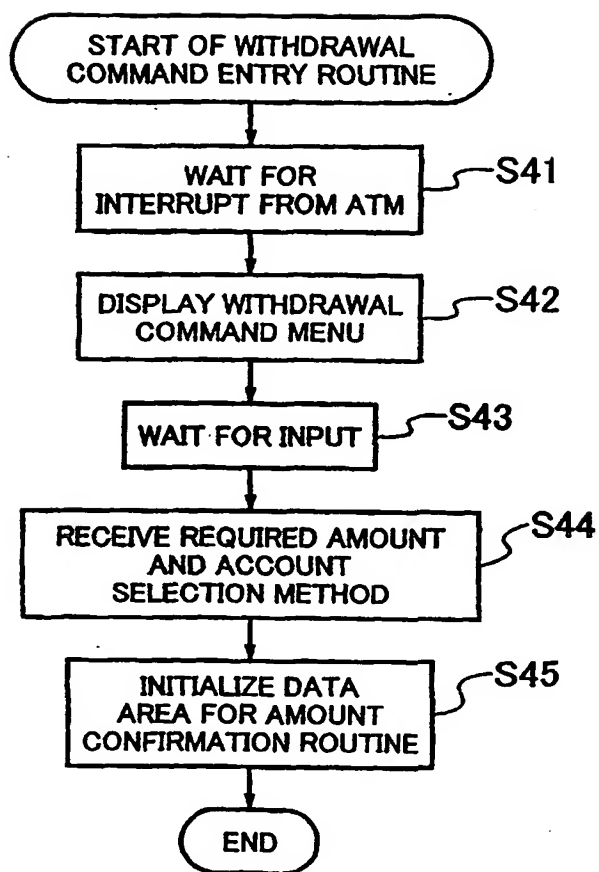 START OF WITHDRAWAL
COMMAND ENTRY ROUTINE
WAIT FOR
INTERRUPT FROM ATM
S41
DISPLAY WITHDRAWAL
COMMAND MENU
S42
WAIT FOR INPUT
S43
RECEIVE REQUIRED AMOUNT
AND ACCOUNT
SELECTION METHOD
S44
INITIALIZE DATA
AREA FOR AMOUNT
CONFIRMATION ROUTINE
S45
END